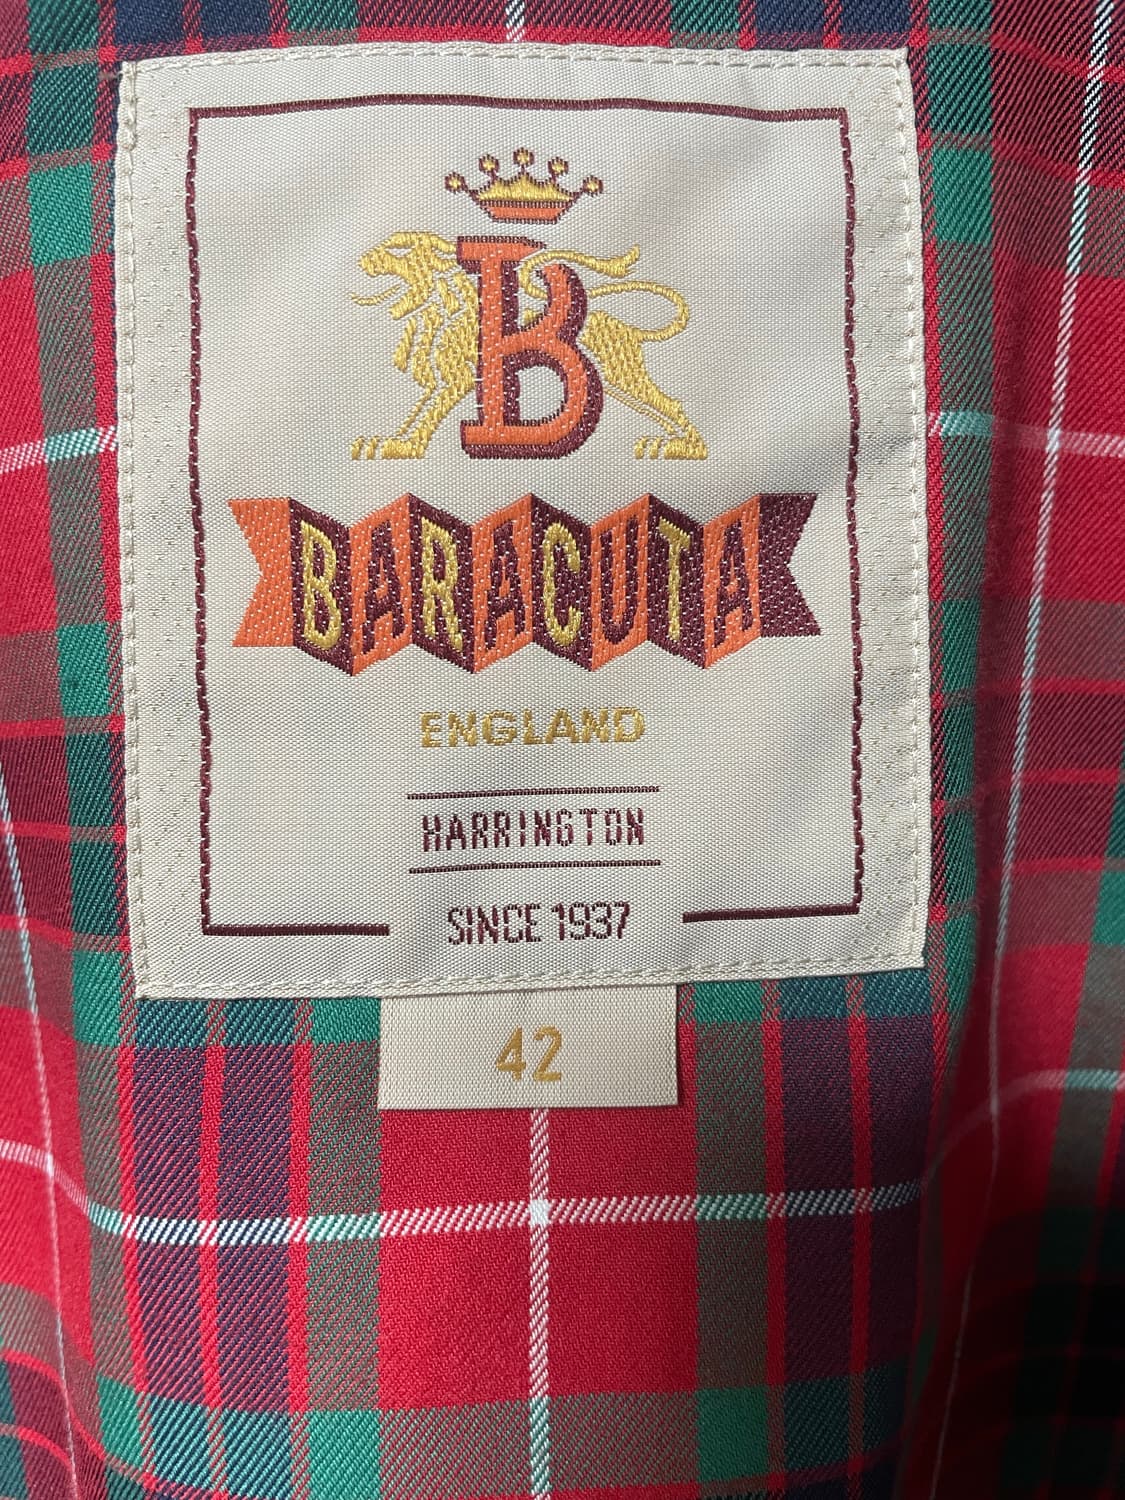 B
BARACUTA
ENGLAND
HARRINGTON
SINCE 1937
42